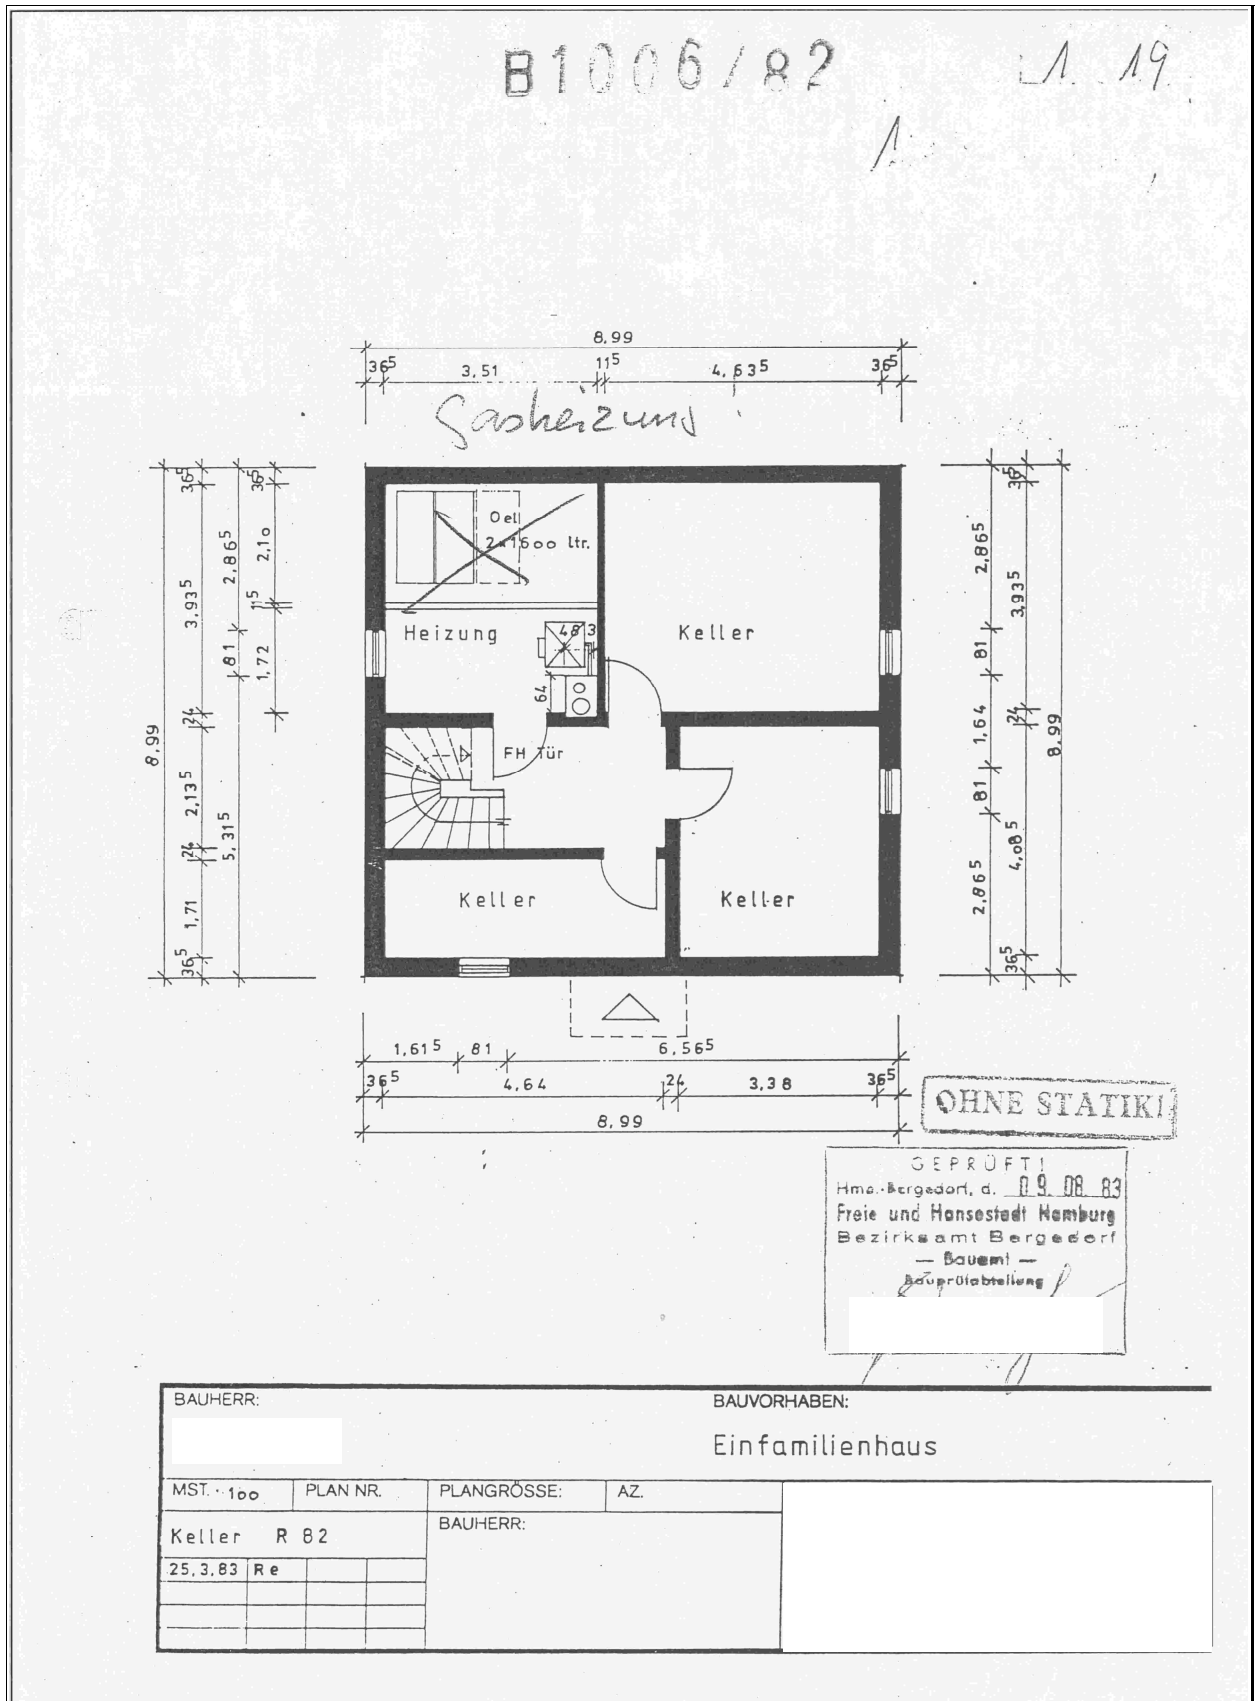 B1006/82
1. 19
1
8,99
36⁵ 3,51 11⁵ 4,63⁵ 36⁵
Gasheizung
36⁵ 3,93⁵ 24 2,13⁵ 24 1,71 36⁵
8,99
2,86⁵ 81 5,31⁵
36⁵ 2,10 1,72
Oel
2x1600 ltr.
Heizung
48 3
64
Keller
FH Tür
Keller
Keller
2,86⁵ 81 1,64 81 2,86⁵
36⁵ 3,93⁵ 24 4,08⁵ 36⁵
8,99
1,61⁵ 81 6,56⁵
36⁵ 4,64 24 3,38 36⁵
8,99
OHNE STATIK!
GEPRÜFT!
Hmb.-Bergedorf, d. 09. 08. 83
Freie und Hansestadt Hamburg
Bezirksamt Bergedorf
— Bauamt —
Bauprüfabteilung
BAUHERR:
BAUVORHABEN:
Einfamilienhaus
MST. 100 PLAN NR. PLANGRÖSSE: AZ.
Keller R 82
BAUHERR:
25,3,83 Re